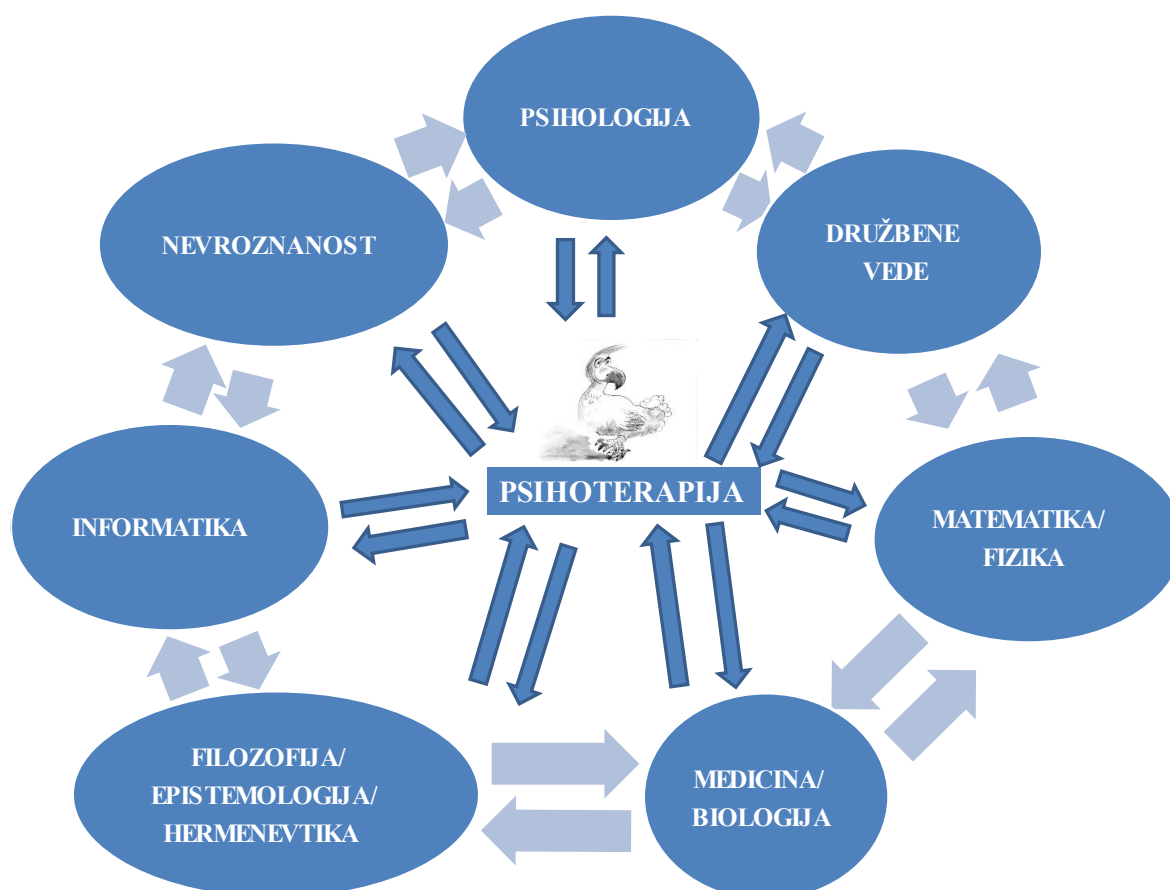 PSIHOLOGIJA
NEVROZNANOST
DRUŽBENE
VEDE
PSIHOTERAPIJA
INFORMATIKA
MATEMATIKA/
FIZIKA
FILOZOFIJA/
EPISTEMOLOGIJA/
HERMENEVTIKA
MEDICINA/
BIOLOGIJA